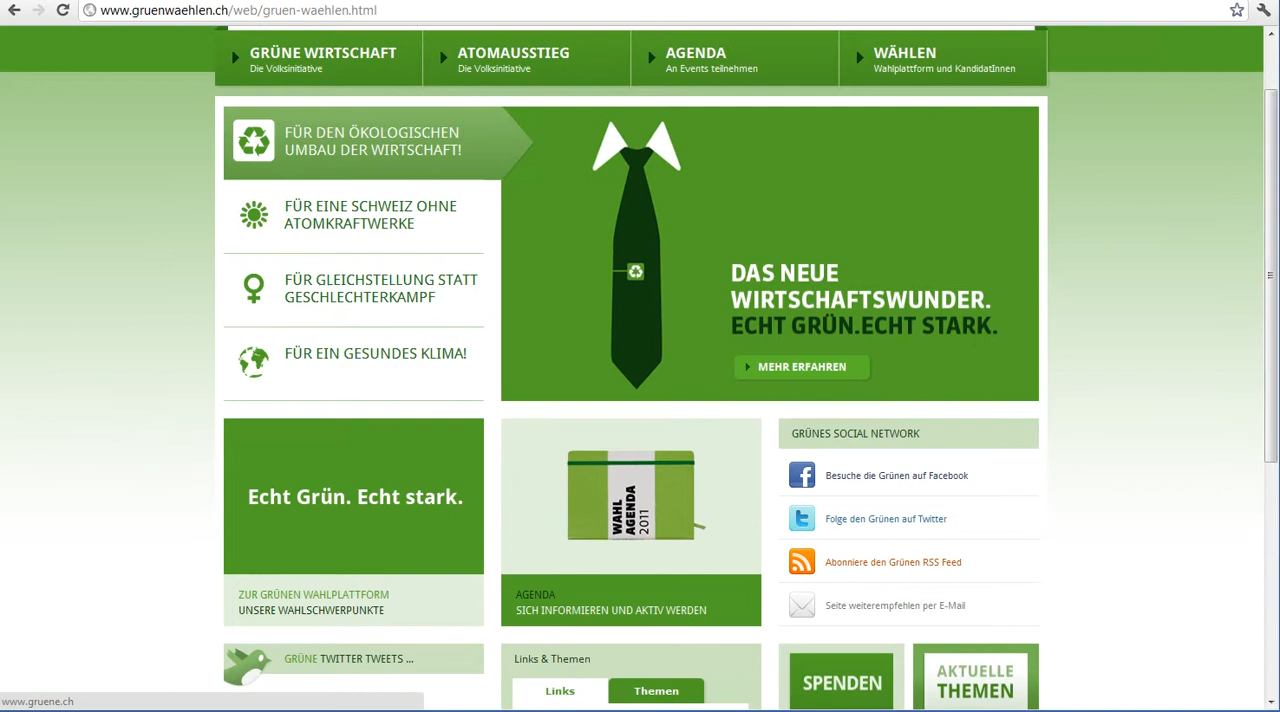 www.gruenwaehlen.ch/web/gruen-waehlen.html
GRÜNE WIRTSCHAFT
Die Volksinitiative
ATOMAUSSTIEG
Die Volksinitiative
AGENDA
An Events teilnehmen
WÄHLEN
Wahlplattform und KandidatInnen
FÜR DEN ÖKOLOGISCHEN
UMBAU DER WIRTSCHAFT!
FÜR EINE SCHWEIZ OHNE
ATOMKRAFTWERKE
FÜR GLEICHSTELLUNG STATT
GESCHLECHTERKAMPF
FÜR EIN GESUNDES KLIMA!
DAS NEUE
WIRTSCHAFTSWUNDER.
ECHT GRÜN.ECHT STARK.
MEHR ERFAHREN
Echt Grün. Echt stark.
ZUR GRÜNEN WAHLPLATTFORM
UNSERE WAHLSCHWERPUNKTE
WAHL
AGENDA
2011
AGENDA
SICH INFORMIEREN UND AKTIV WERDEN
GRÜNES SOCIAL NETWORK
Besuche die Grünen auf Facebook
Folge den Grünen auf Twitter
Abonniere den Grünen RSS Feed
Seite weiterempfehlen per E-Mail
GRÜNE TWITTER TWEETS ...
Links & Themen
Links
Themen
SPENDEN
AKTUELLE
THEMEN
www.gruene.ch